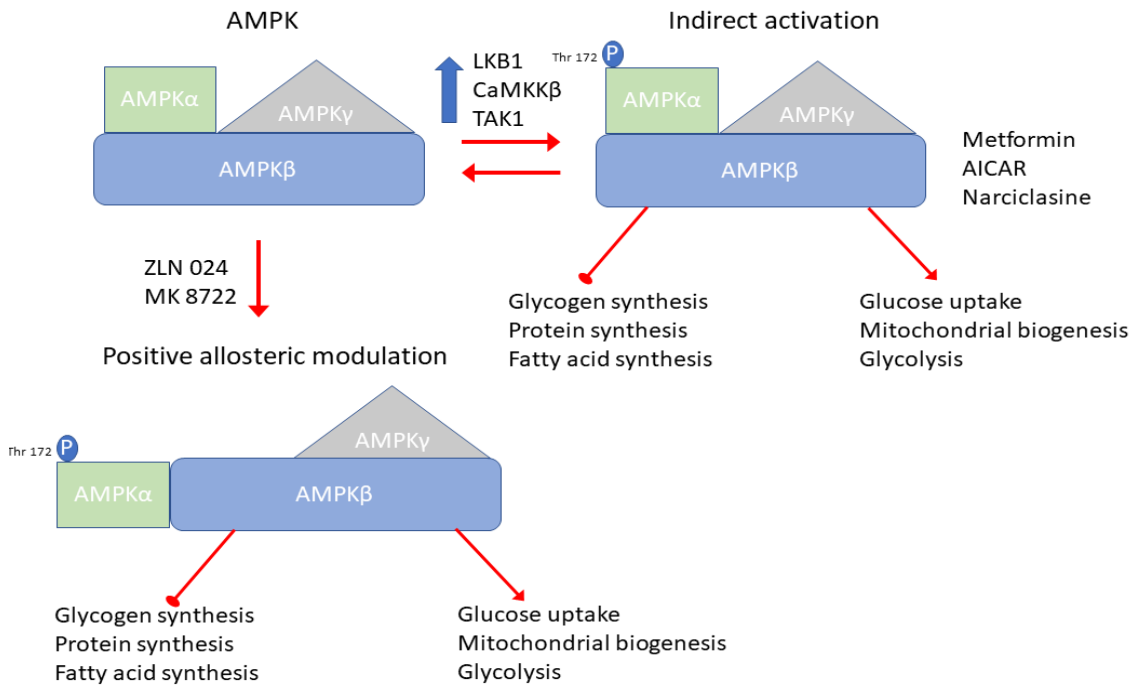 AMPK
Indirect activation
LKB1
CaMKKβ
TAK1
Thr 172
P
AMPKα
AMPKγ
AMPKβ
AMPKα
AMPKγ
AMPKβ
Metformin
AICAR
Narciclasine
ZLN 024
MK 8722
Glycogen synthesis
Protein synthesis
Fatty acid synthesis
Glucose uptake
Mitochondrial biogenesis
Glycolysis
Positive allosteric modulation
Thr 172
P
AMPKα
AMPKγ
AMPKβ
Glycogen synthesis
Protein synthesis
Fatty acid synthesis
Glucose uptake
Mitochondrial biogenesis
Glycolysis